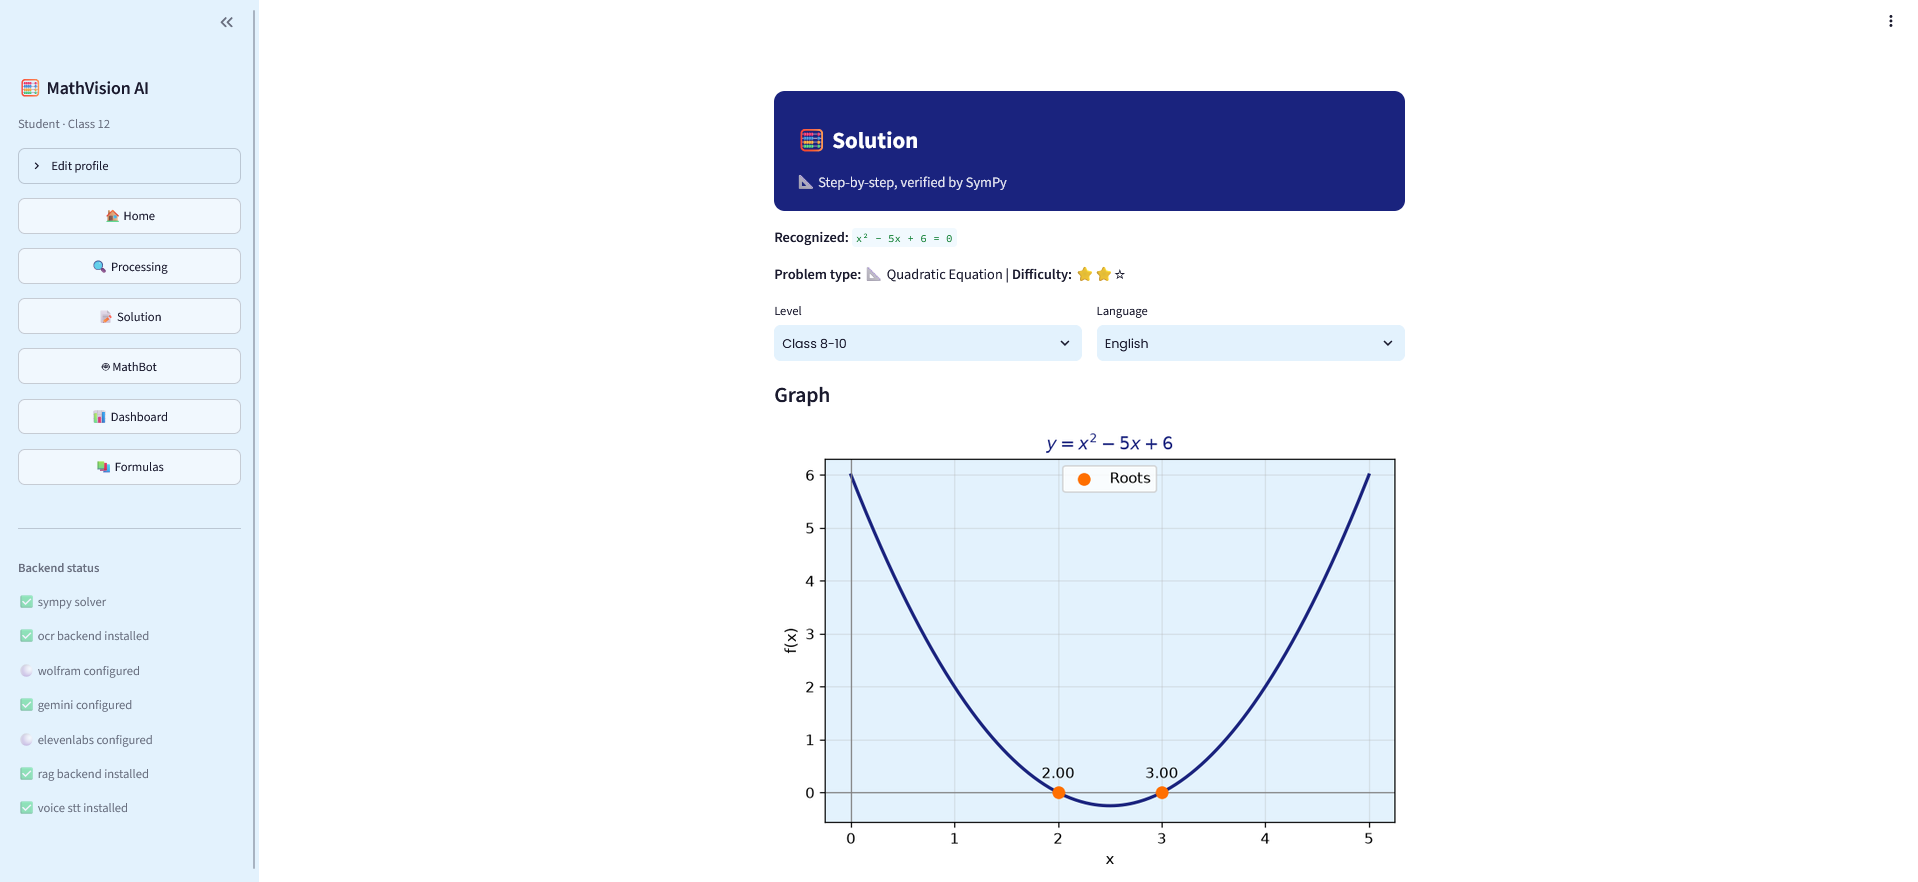 MathVision AI
Student · Class 12
Edit profile
Home
Processing
Solution
MathBot
Dashboard
Formulas
Backend status
sympy solver
ocr backend installed
wolfram configured
gemini configured
elevenlabs configured
rag backend installed
voice stt installed
Solution
Step-by-step, verified by SymPy
Recognized: x² − 5x + 6 = 0
Problem type: Quadratic Equation | Difficulty:
Level
Language
Class 8-10
English
Graph
y = x² − 5x + 6
Roots
6
5
4
3
2
1
0
f(x)
2.00 3.00
0 1 2 3 4 5
x